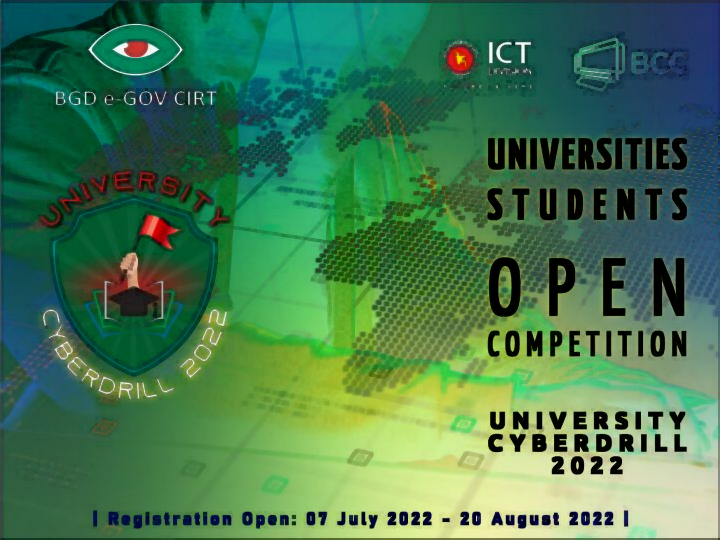 BGD e-GOV CIRT
ICT
DIVISION
BCC
UNIVERSITY
CYBERDRILL 2022
UNIVERSITIES
STUDENTS
OPEN
COMPETITION
UNIVERSITY
CYBERDRILL
2022
| Registration Open: 07 July 2022 - 20 August 2022 |